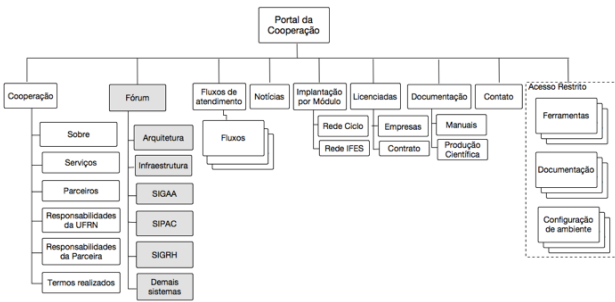 Portal da
Cooperação
Cooperação
Fórum
Fluxos de
atendimento
Notícias
Implantação
por Módulo
Licenciadas
Documentação
Contato
Acesso Restrito
Sobre
Serviços
Parceiros
Responsabilidades
da UFRN
Responsabilidades
da Parceira
Termos realizados
Arquitetura
Infraestrutura
SIGAA
SIPAC
SIGRH
Demais
sistemas
Fluxos
Rede Ciclo
Rede IFES
Empresas
Contrato
Manuais
Produção
Científica
Ferramentas
Documentação
Configuração
de ambiente